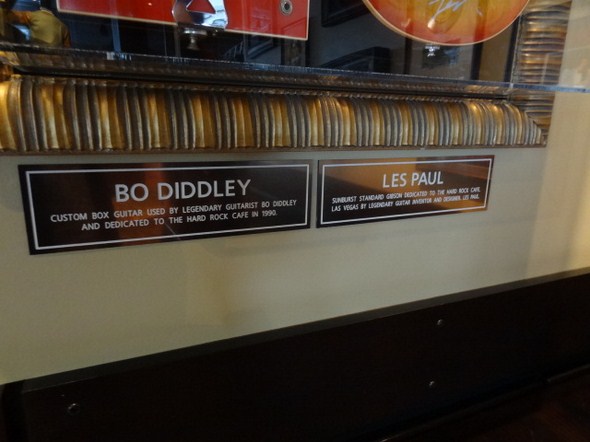 BO DIDDLEY
CUSTOM BOX GUITAR USED BY LEGENDARY GUITARIST BO DIDDLEY
AND DEDICATED TO THE HARD ROCK CAFE IN 1990.
LES PAUL
SUNBURST STANDARD GIBSON DEDICATED TO THE HARD ROCK CAFE,
LAS VEGAS BY LEGENDARY GUITAR INVENTOR AND DESIGNER, LES PAUL.